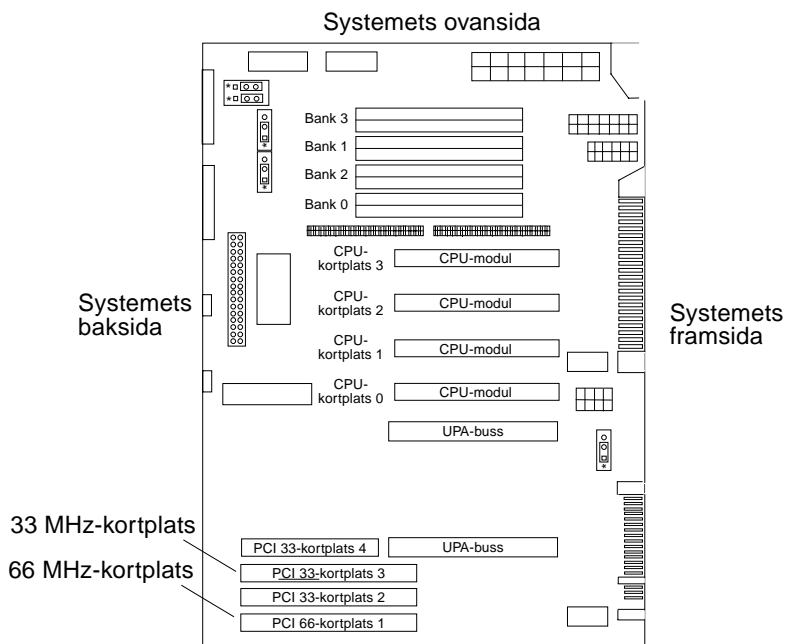 Systemets ovansida
Bank 3
Bank 1
Bank 2
Bank 0
CPU-
kortplats 3
CPU-modul
CPU-
kortplats 2
CPU-modul
Systemets
baksida
Systemets
framsida
CPU-
kortplats 1
CPU-modul
CPU-
kortplats 0
CPU-modul
UPA-buss
33 MHz-kortplats
PCI 33-kortplats 4
UPA-buss
66 MHz-kortplats
PCI 33-kortplats 3
PCI 33-kortplats 2
PCI 66-kortplats 1